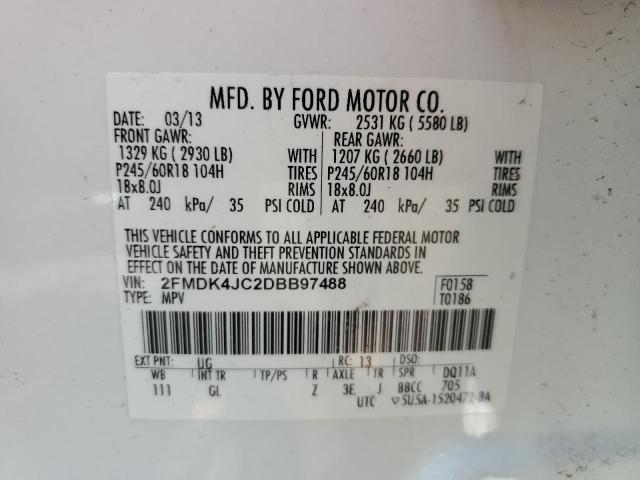 MFD. BY FORD MOTOR CO.
DATE: 03/13 GVWR: 2531 KG ( 5580 LB)
FRONT GAWR: REAR GAWR:
1329 KG ( 2930 LB) WITH 1207 KG ( 2660 LB) WITH
P245/60R18 104H TIRES P245/60R18 104H TIRES
18x8.0J RIMS 18x8.0J RIMS
AT 240 kPa/ 35 PSI COLD AT 240 kPa/ 35 PSI COLD
THIS VEHICLE CONFORMS TO ALL APPLICABLE FEDERAL MOTOR
VEHICLE SAFETY AND THEFT PREVENTION STANDARDS IN
EFFECT ON THE DATE OF MANUFACTURE SHOWN ABOVE.
VIN: 2FMDK4JC2DBB97488 F0158
TYPE: MPV T0186
EXT PNT: UG RC: 13 DSO:
WB INT TR TP/PS R AXLE TR SPR DQ11A
111 GL Z 3E J BBCC 705
UTC ▽5U5A-1520472-BA